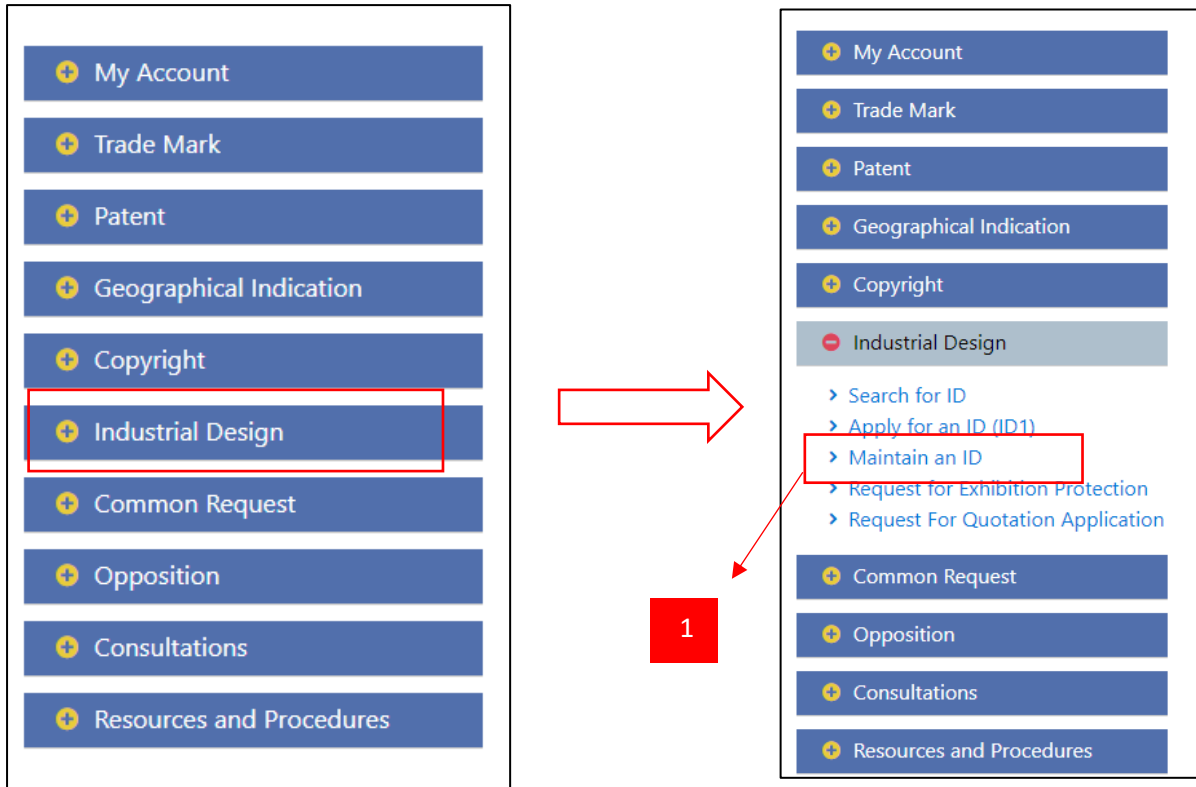 My Account
Trade Mark
Patent
Geographical Indication
Copyright
Industrial Design
Common Request
Opposition
Consultations
Resources and Procedures
My Account
Trade Mark
Patent
Geographical Indication
Copyright
Industrial Design
Search for ID
Apply for an ID (ID1)
Maintain an ID
Request for Exhibition Protection
Request For Quotation Application
Common Request
Opposition
Consultations
Resources and Procedures
1